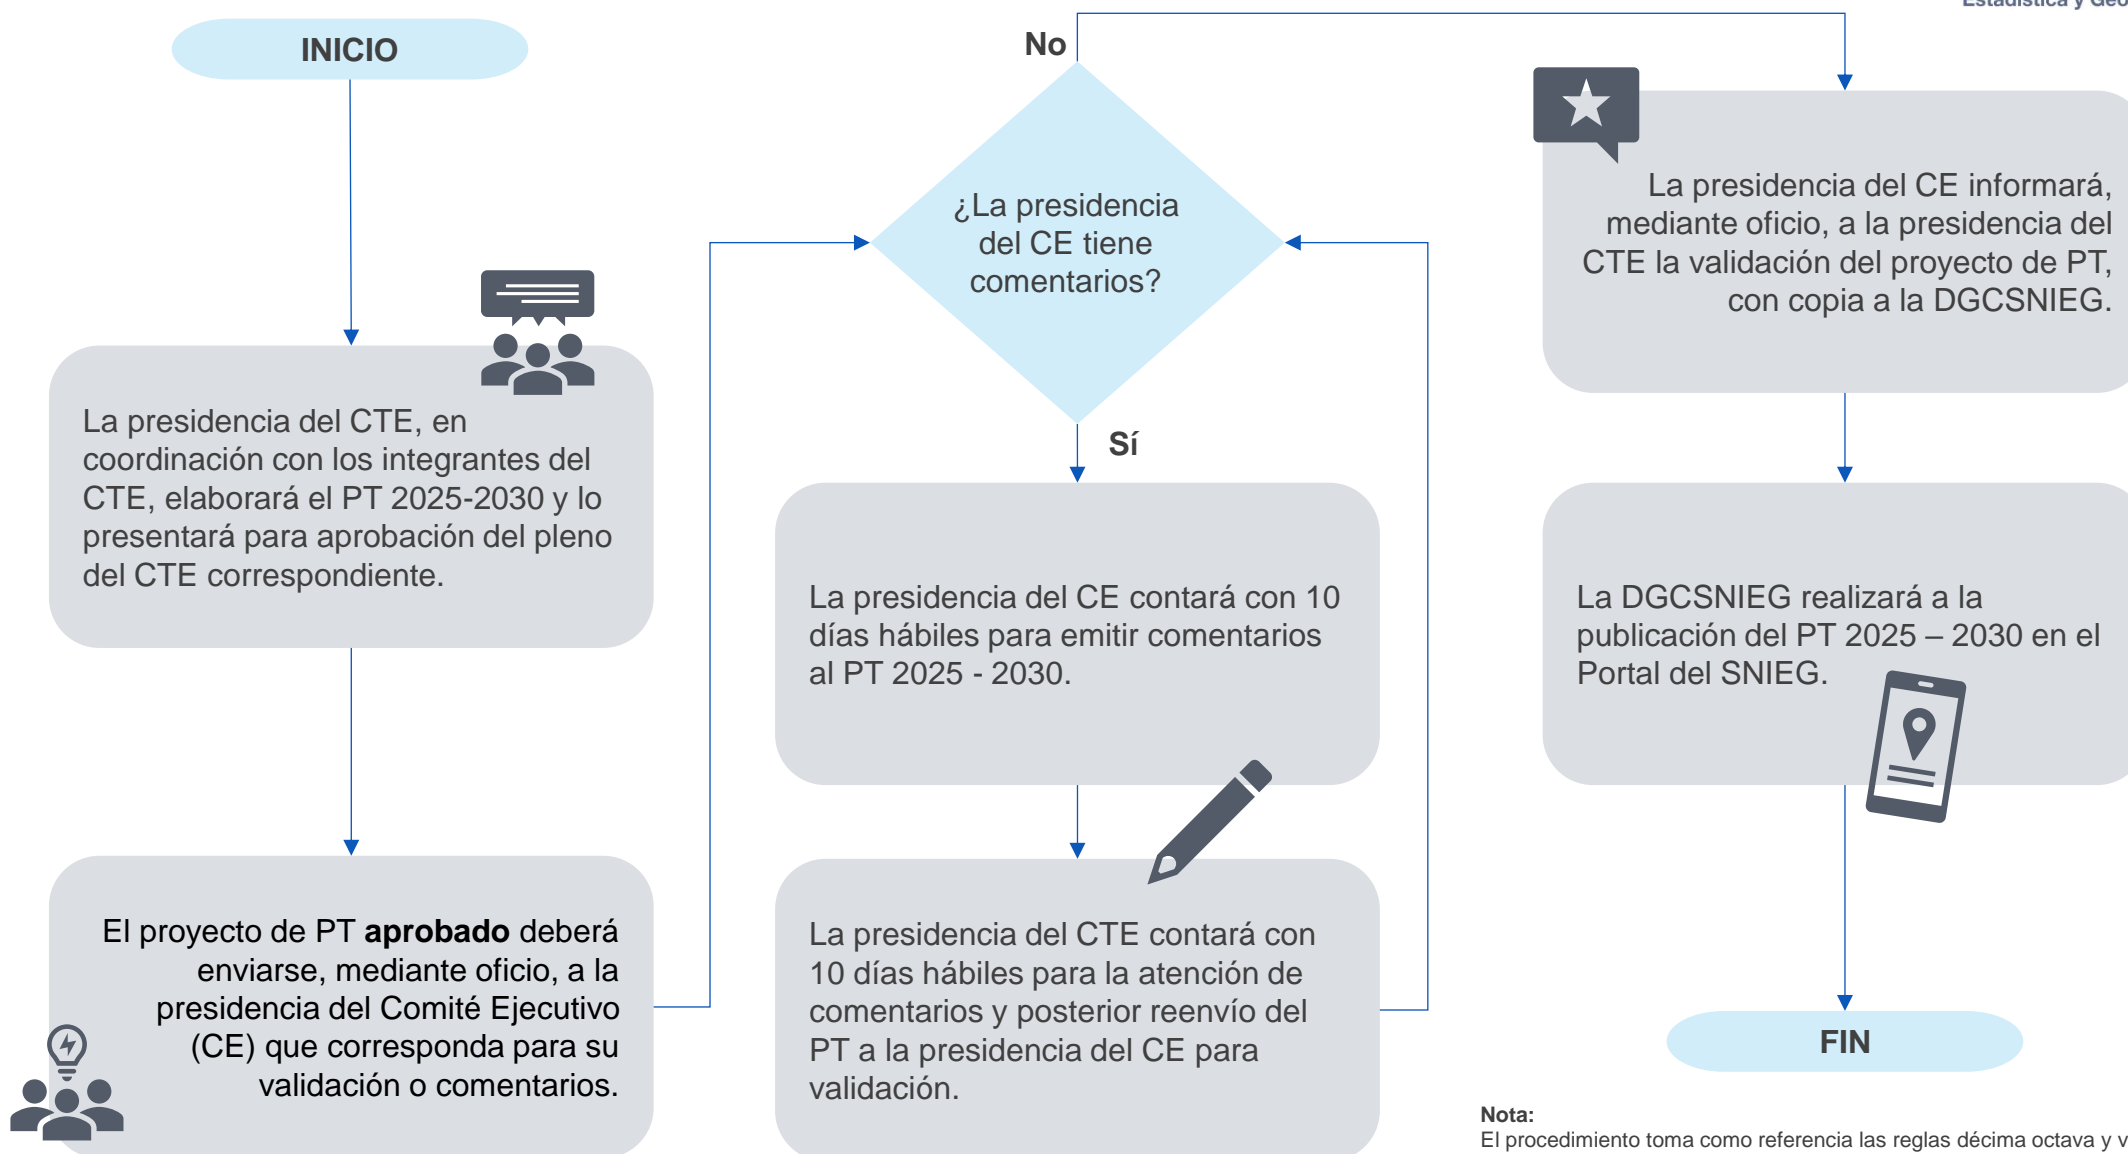 INICIO
La presidencia del CTE, en
coordinación con los integrantes del
CTE, elaborará el PT 2025-2030 y lo
presentará para aprobación del pleno
del CTE correspondiente.
El proyecto de PT aprobado deberá
enviarse, mediante oficio, a la
presidencia del Comité Ejecutivo
(CE) que corresponda para su
validación o comentarios.
No
¿La presidencia
del CE tiene
comentarios?
Sí
La presidencia del CE contará con 10
días hábiles para emitir comentarios
al PT 2025 - 2030.
La presidencia del CTE contará con
10 días hábiles para la atención de
comentarios y posterior reenvío del
PT a la presidencia del CE para
validación.
Estadística y
La presidencia del CE informará,
mediante oficio, a la presidencia del
CTE la validación del proyecto de PT,
con copia a la DGCSNIEG.
La DGCSNIEG realizará a la
publicación del PT 2025 – 2030 en el
Portal del SNIEG.
FIN
Nota:
El procedimiento toma como referencia las reglas décima octava y